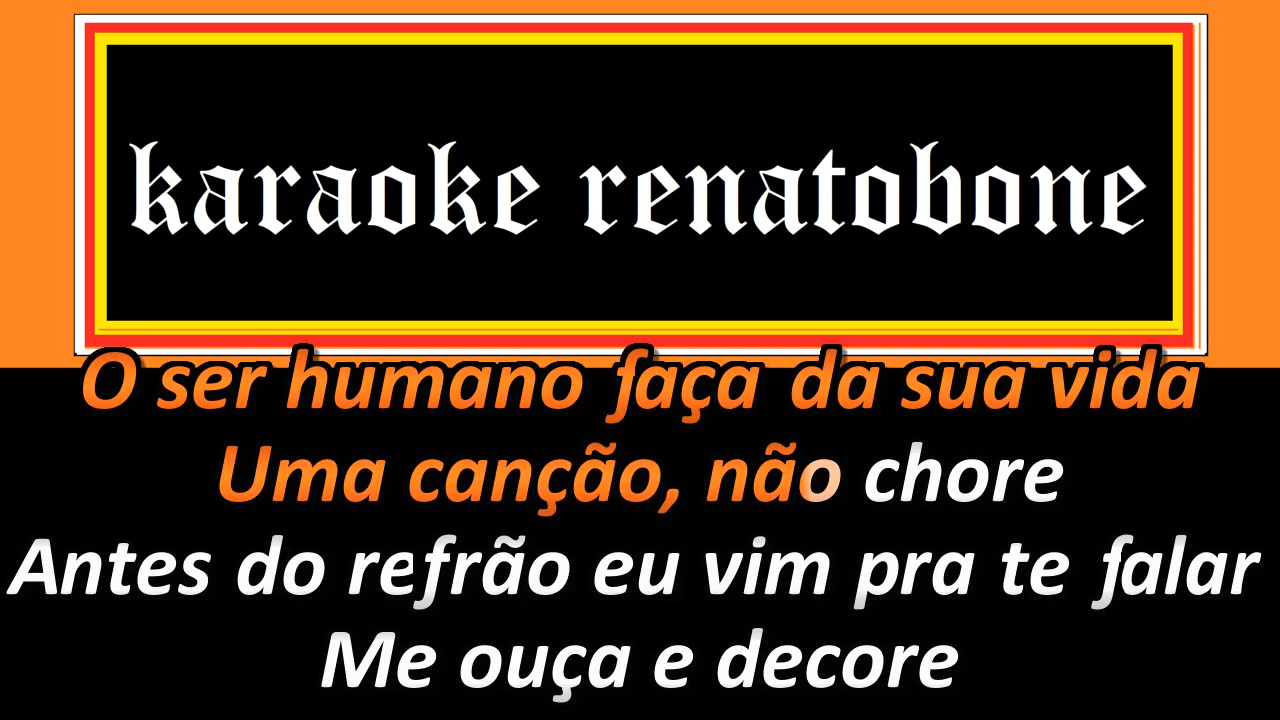 karaoke renatobone
O ser humano faça da sua vida
Uma canção, não chore
Antes do refrão eu vim pra te falar
Me ouça e decore